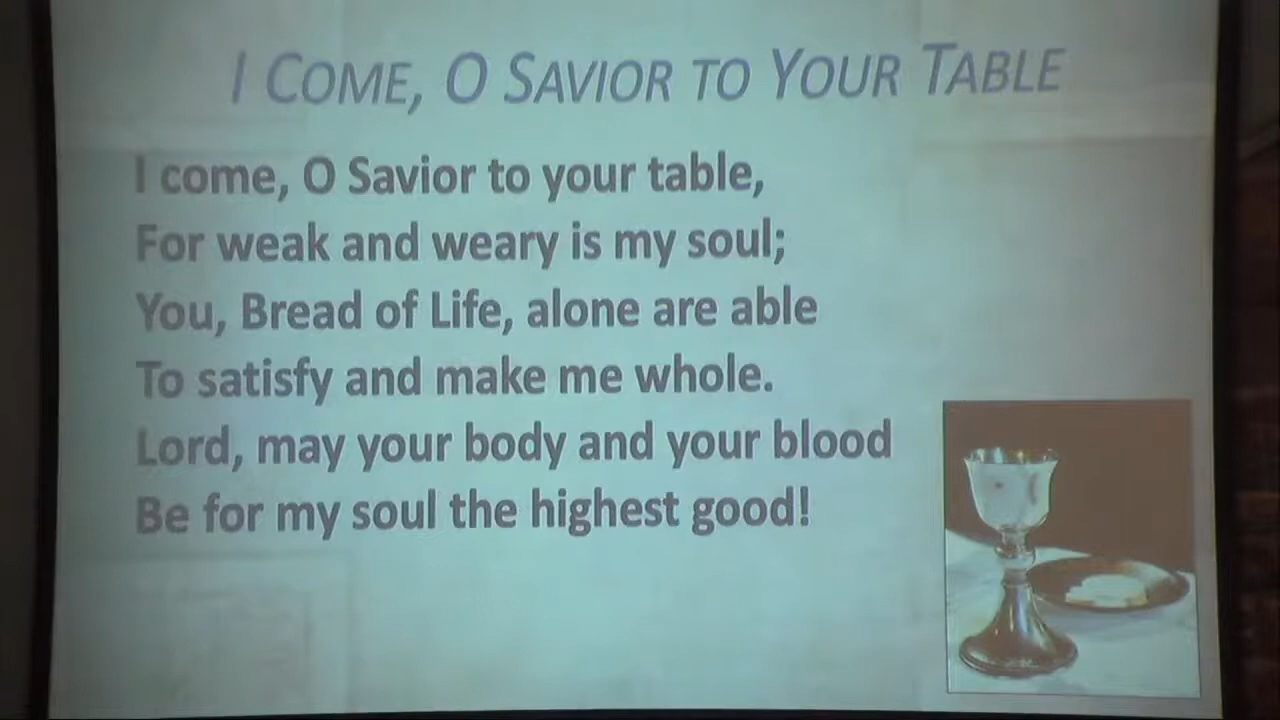 I COME, O SAVIOR TO YOUR TABLE
I come, O Savior to your table,
For weak and weary is my soul;
You, Bread of Life, alone are able
To satisfy and make me whole.
Lord, may your body and your blood
Be for my soul the highest good!